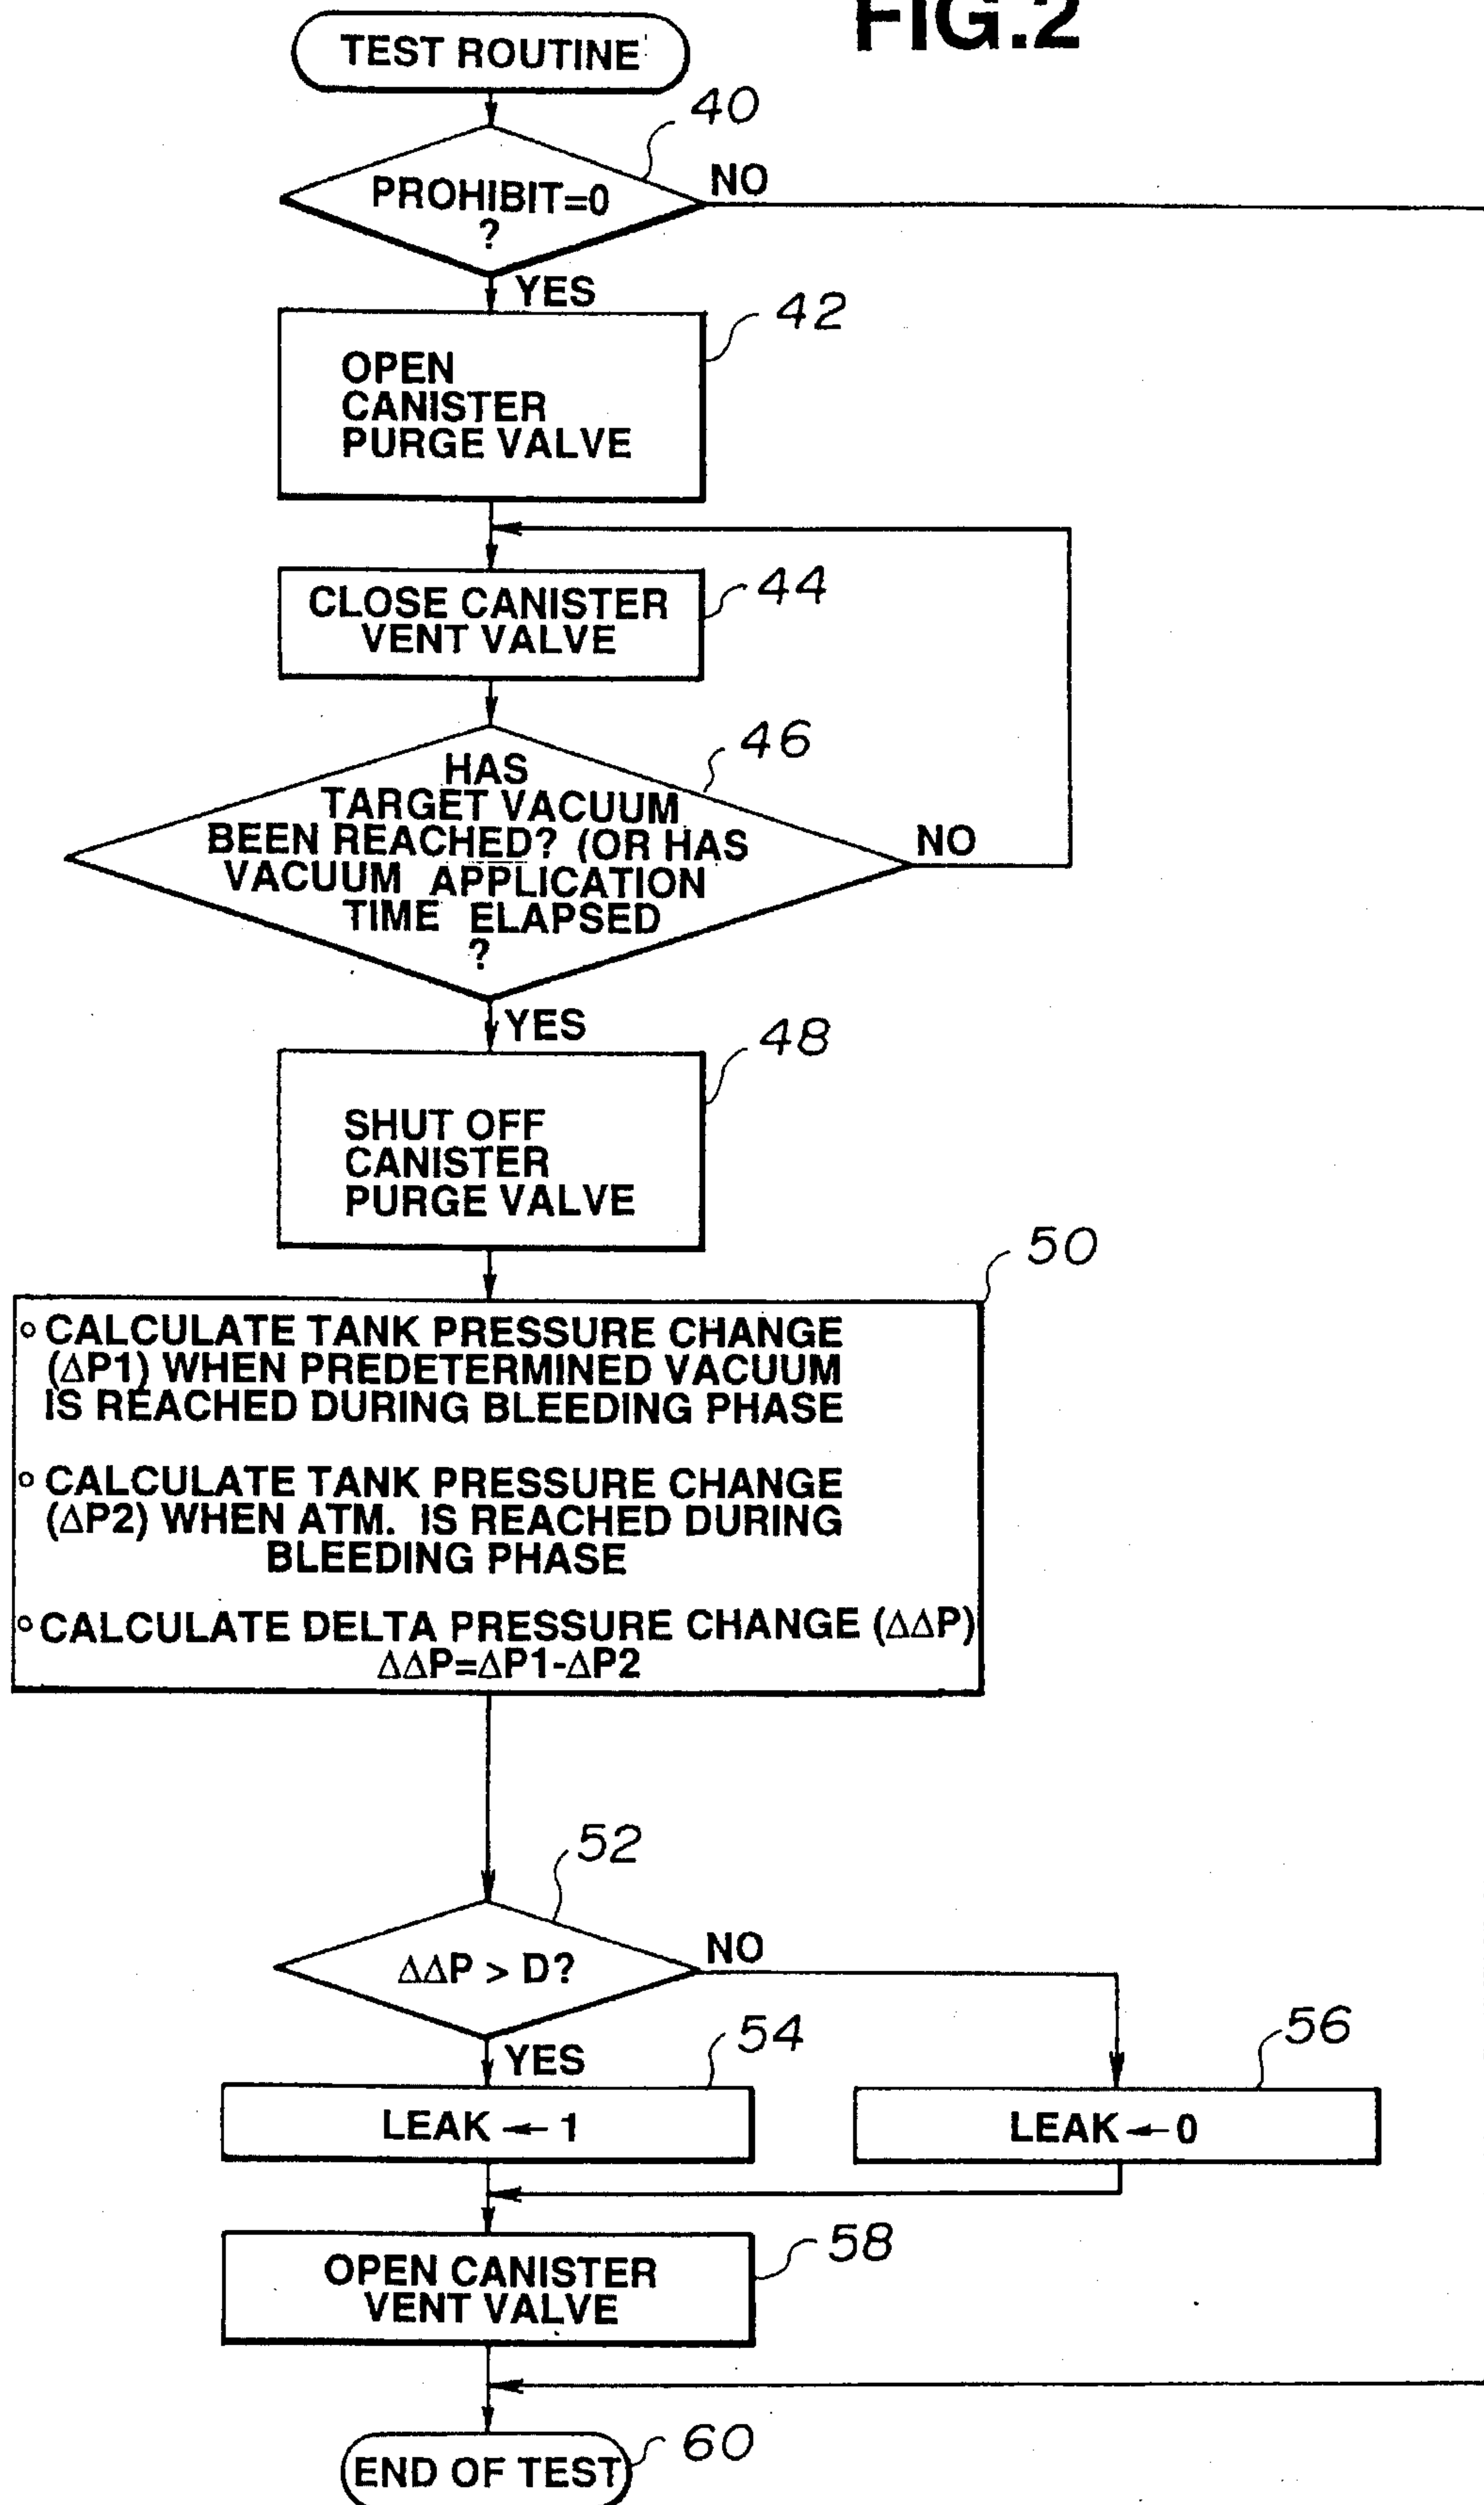 FIG.2
TEST ROUTINE
40
PROHIBIT=0
?
NO
YES
42
OPEN
CANISTER
PURGE VALVE
44
CLOSE CANISTER
VENT VALVE
46
HAS
TARGET VACUUM
BEEN REACHED? (OR HAS
VACUUM APPLICATION
TIME ELAPSED
?
NO
YES
48
SHUT OFF
CANISTER
PURGE VALVE
50
○ CALCULATE TANK PRESSURE CHANGE
(ΔP1) WHEN PREDETERMINED VACUUM
IS REACHED DURING BLEEDING PHASE
○ CALCULATE TANK PRESSURE CHANGE
(ΔP2) WHEN ATM. IS REACHED DURING
BLEEDING PHASE
○ CALCULATE DELTA PRESSURE CHANGE (ΔΔP)
ΔΔP=ΔP1-ΔP2
52
ΔΔP > D?
NO
YES
54
LEAK ← 1
56
LEAK ← 0
58
OPEN CANISTER
VENT VALVE
END OF TEST
60